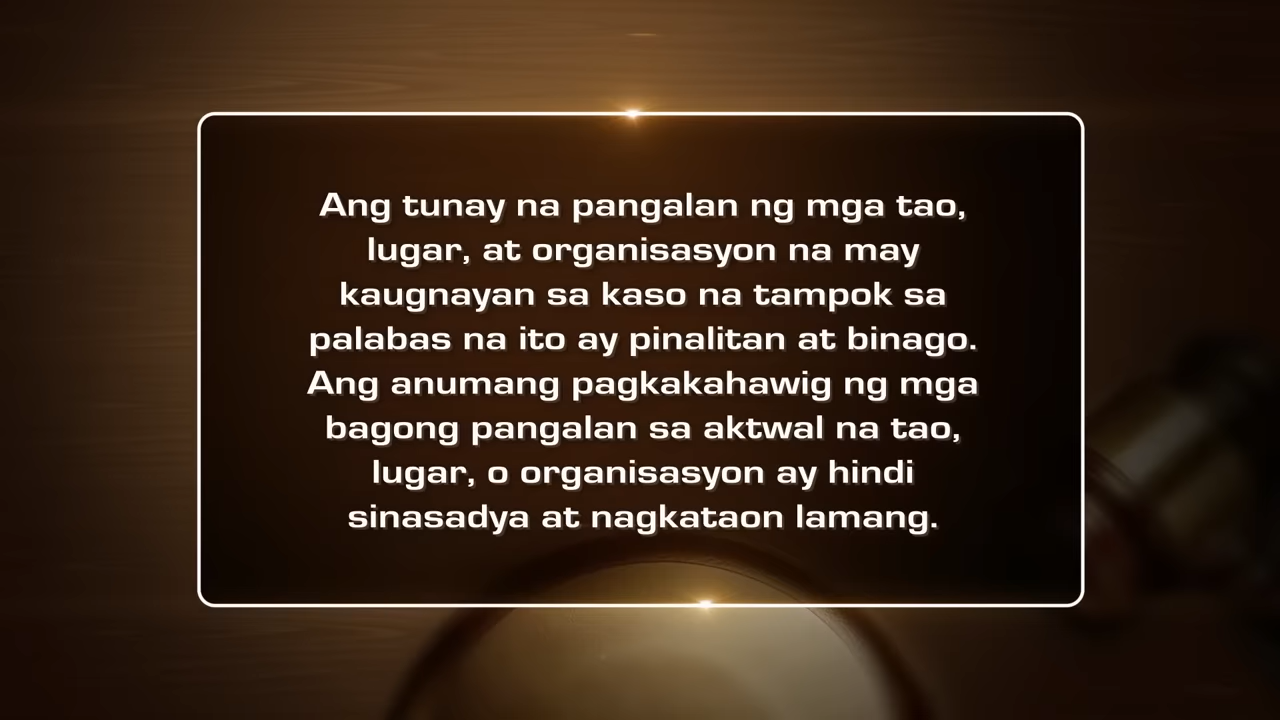 Ang tunay na pangalan ng mga tao,
lugar, at organisasyon na may
kaugnayan sa kaso na tampok sa
palabas na ito ay pinalitan at binago.
Ang anumang pagkakahawig ng mga
bagong pangalan sa aktwal na tao,
lugar, o organisasyon ay hindi
sinasadya at nagkataon lamang.